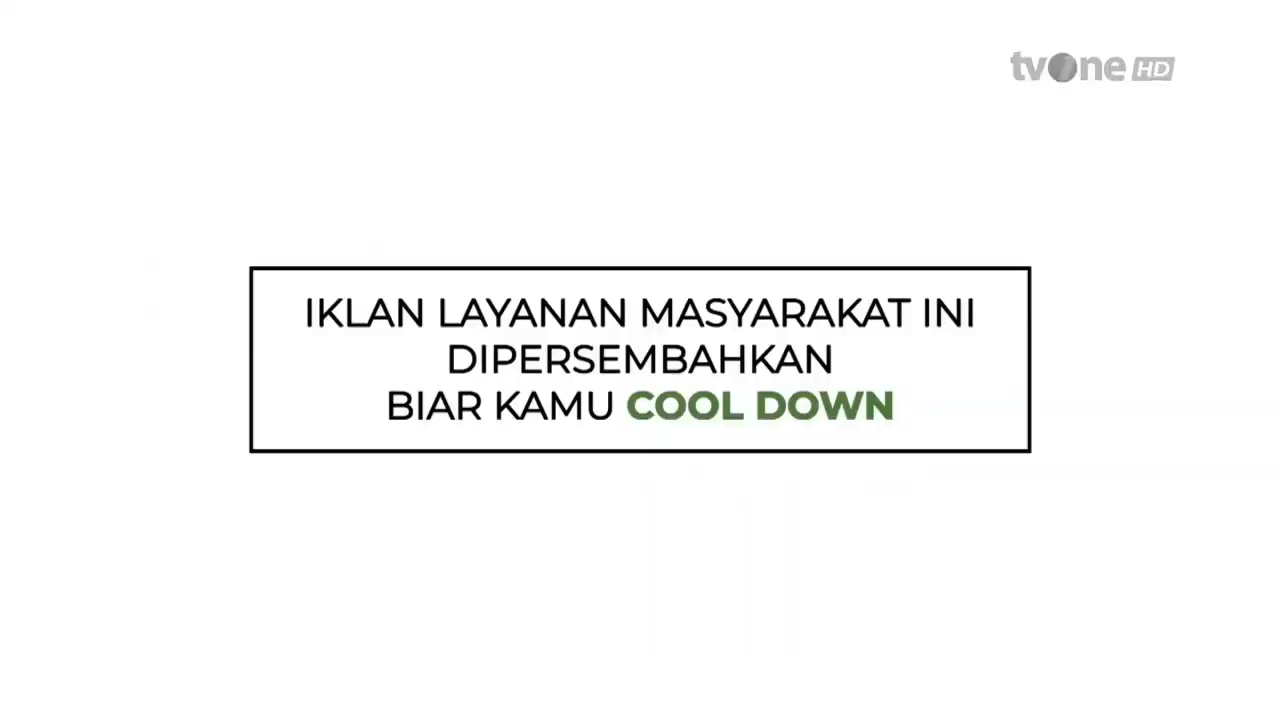 tvOne HD
IKLAN LAYANAN MASYARAKAT INI
DIPERSEMBAHKAN
BIAR KAMU COOL DOWN